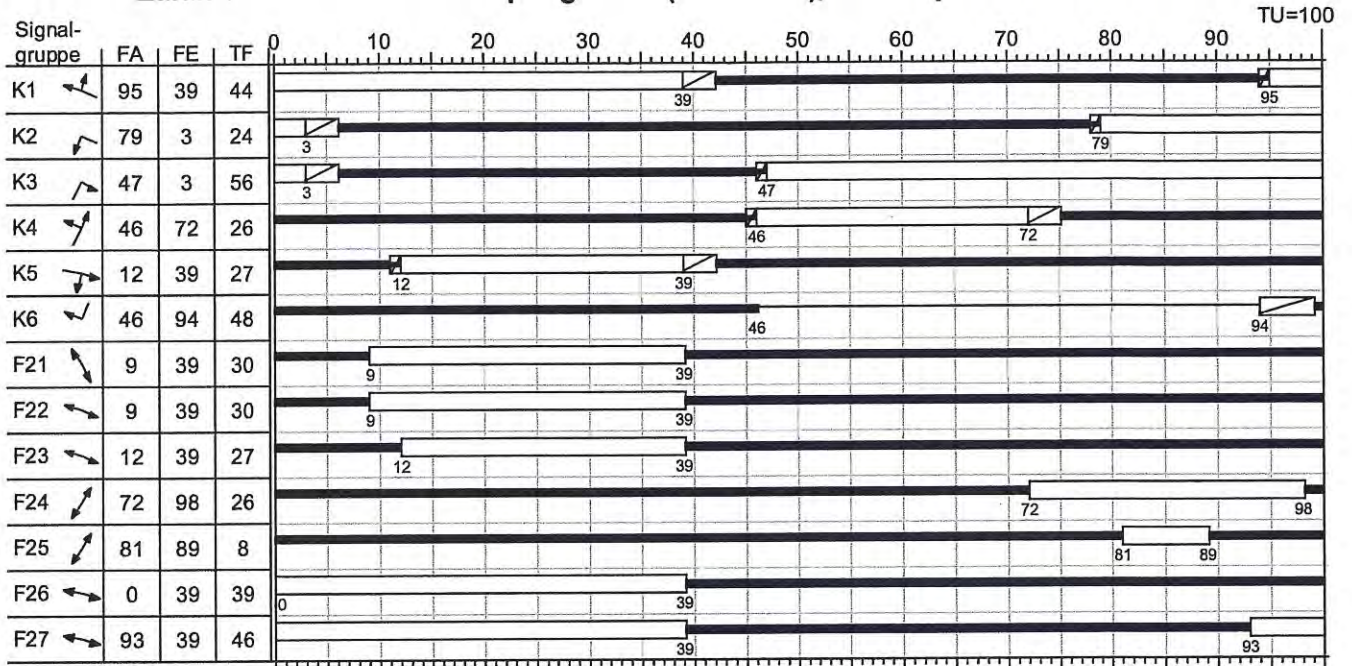 TU=100
Signal-
gruppe FA FE TF 0 10 20 30 40 50 60 70 80 90
K1 95 39 44 39 95
K2 79 3 24 3 79
K3 47 3 56 3 47
K4 46 72 26 46 72
K5 12 39 27 12 39
K6 46 94 48 46 94
F21 9 39 30 9 39
F22 9 39 30 9 39
F23 12 39 27 12 39
F24 72 98 26 72 98
F25 81 89 8 81 89
F26 0 39 39 0 39
F27 93 39 46 39 93